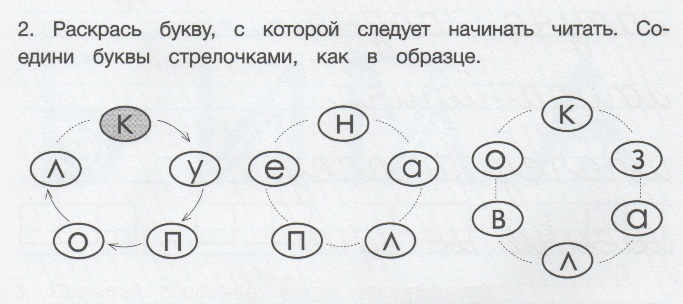 2. Раскрась букву, с которой следует начинать читать. Со-
едини буквы стрелочками, как в образце.
к
у
п
о
л
н
а
л
п
е
к
з
а
л
в
о